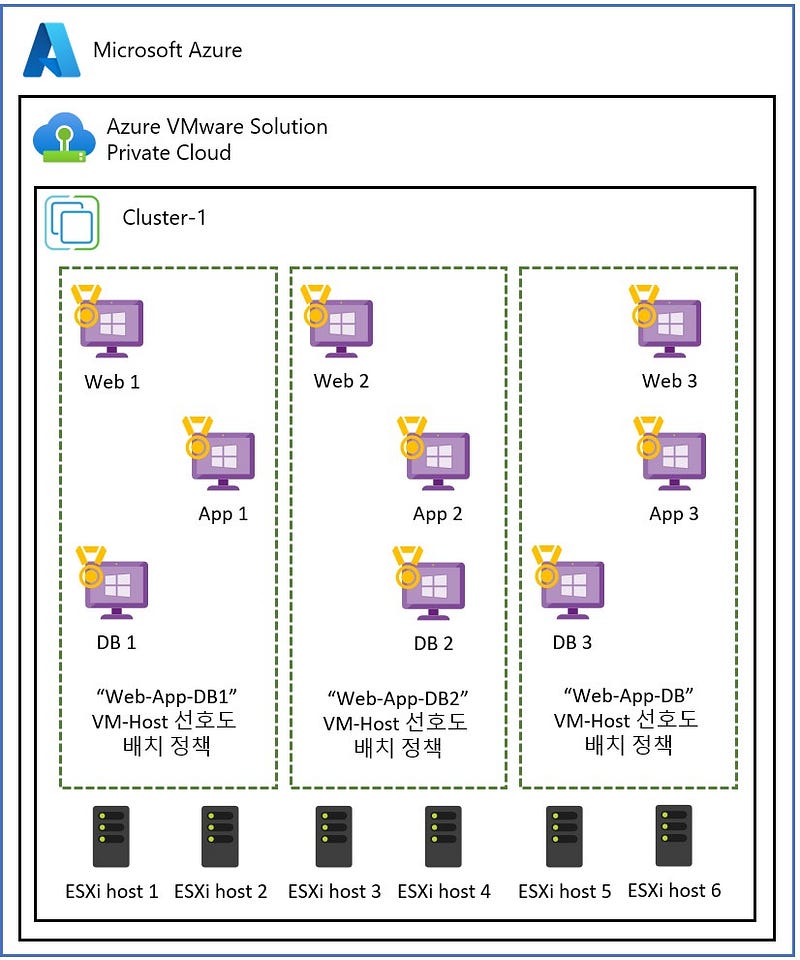 Microsoft Azure
Azure VMware Solution
Private Cloud
Cluster-1
Web 1
App 1
DB 1
“Web-App-DB1”
VM-Host 선호도
배치 정책
Web 2
App 2
DB 2
“Web-App-DB2”
VM-Host 선호도
배치 정책
Web 3
App 3
DB 3
“Web-App-DB”
VM-Host 선호도
배치 정책
ESXi host 1
ESXi host 2
ESXi host 3
ESXi host 4
ESXi host 5
ESXi host 6